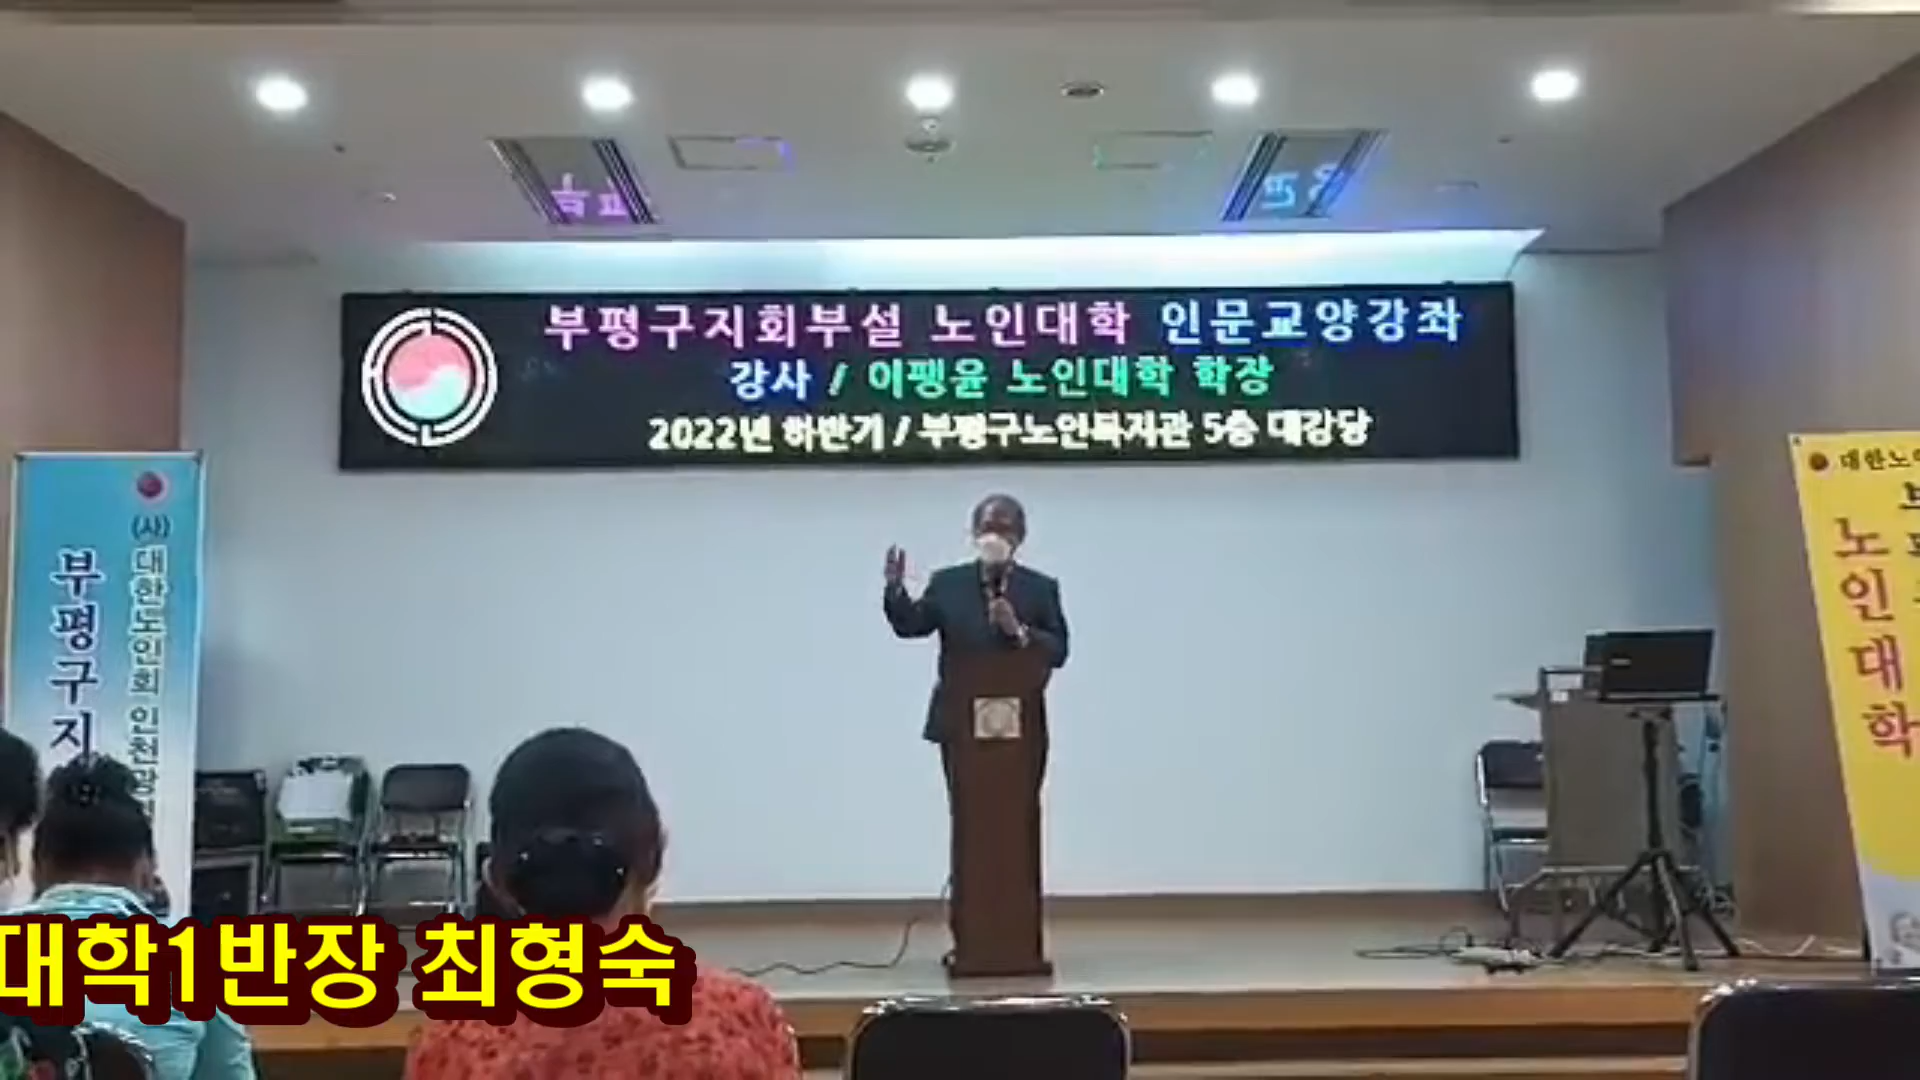 부평구지회부설 노인대학 인문교양강좌
강사 / 이팽윤 노인대학 학장
2022년 하반기 / 부평구노인복지관 5층 대강당
(사) 대한노인회 인천광
부평구지
대한노
노인대학
대학1반장 최형숙